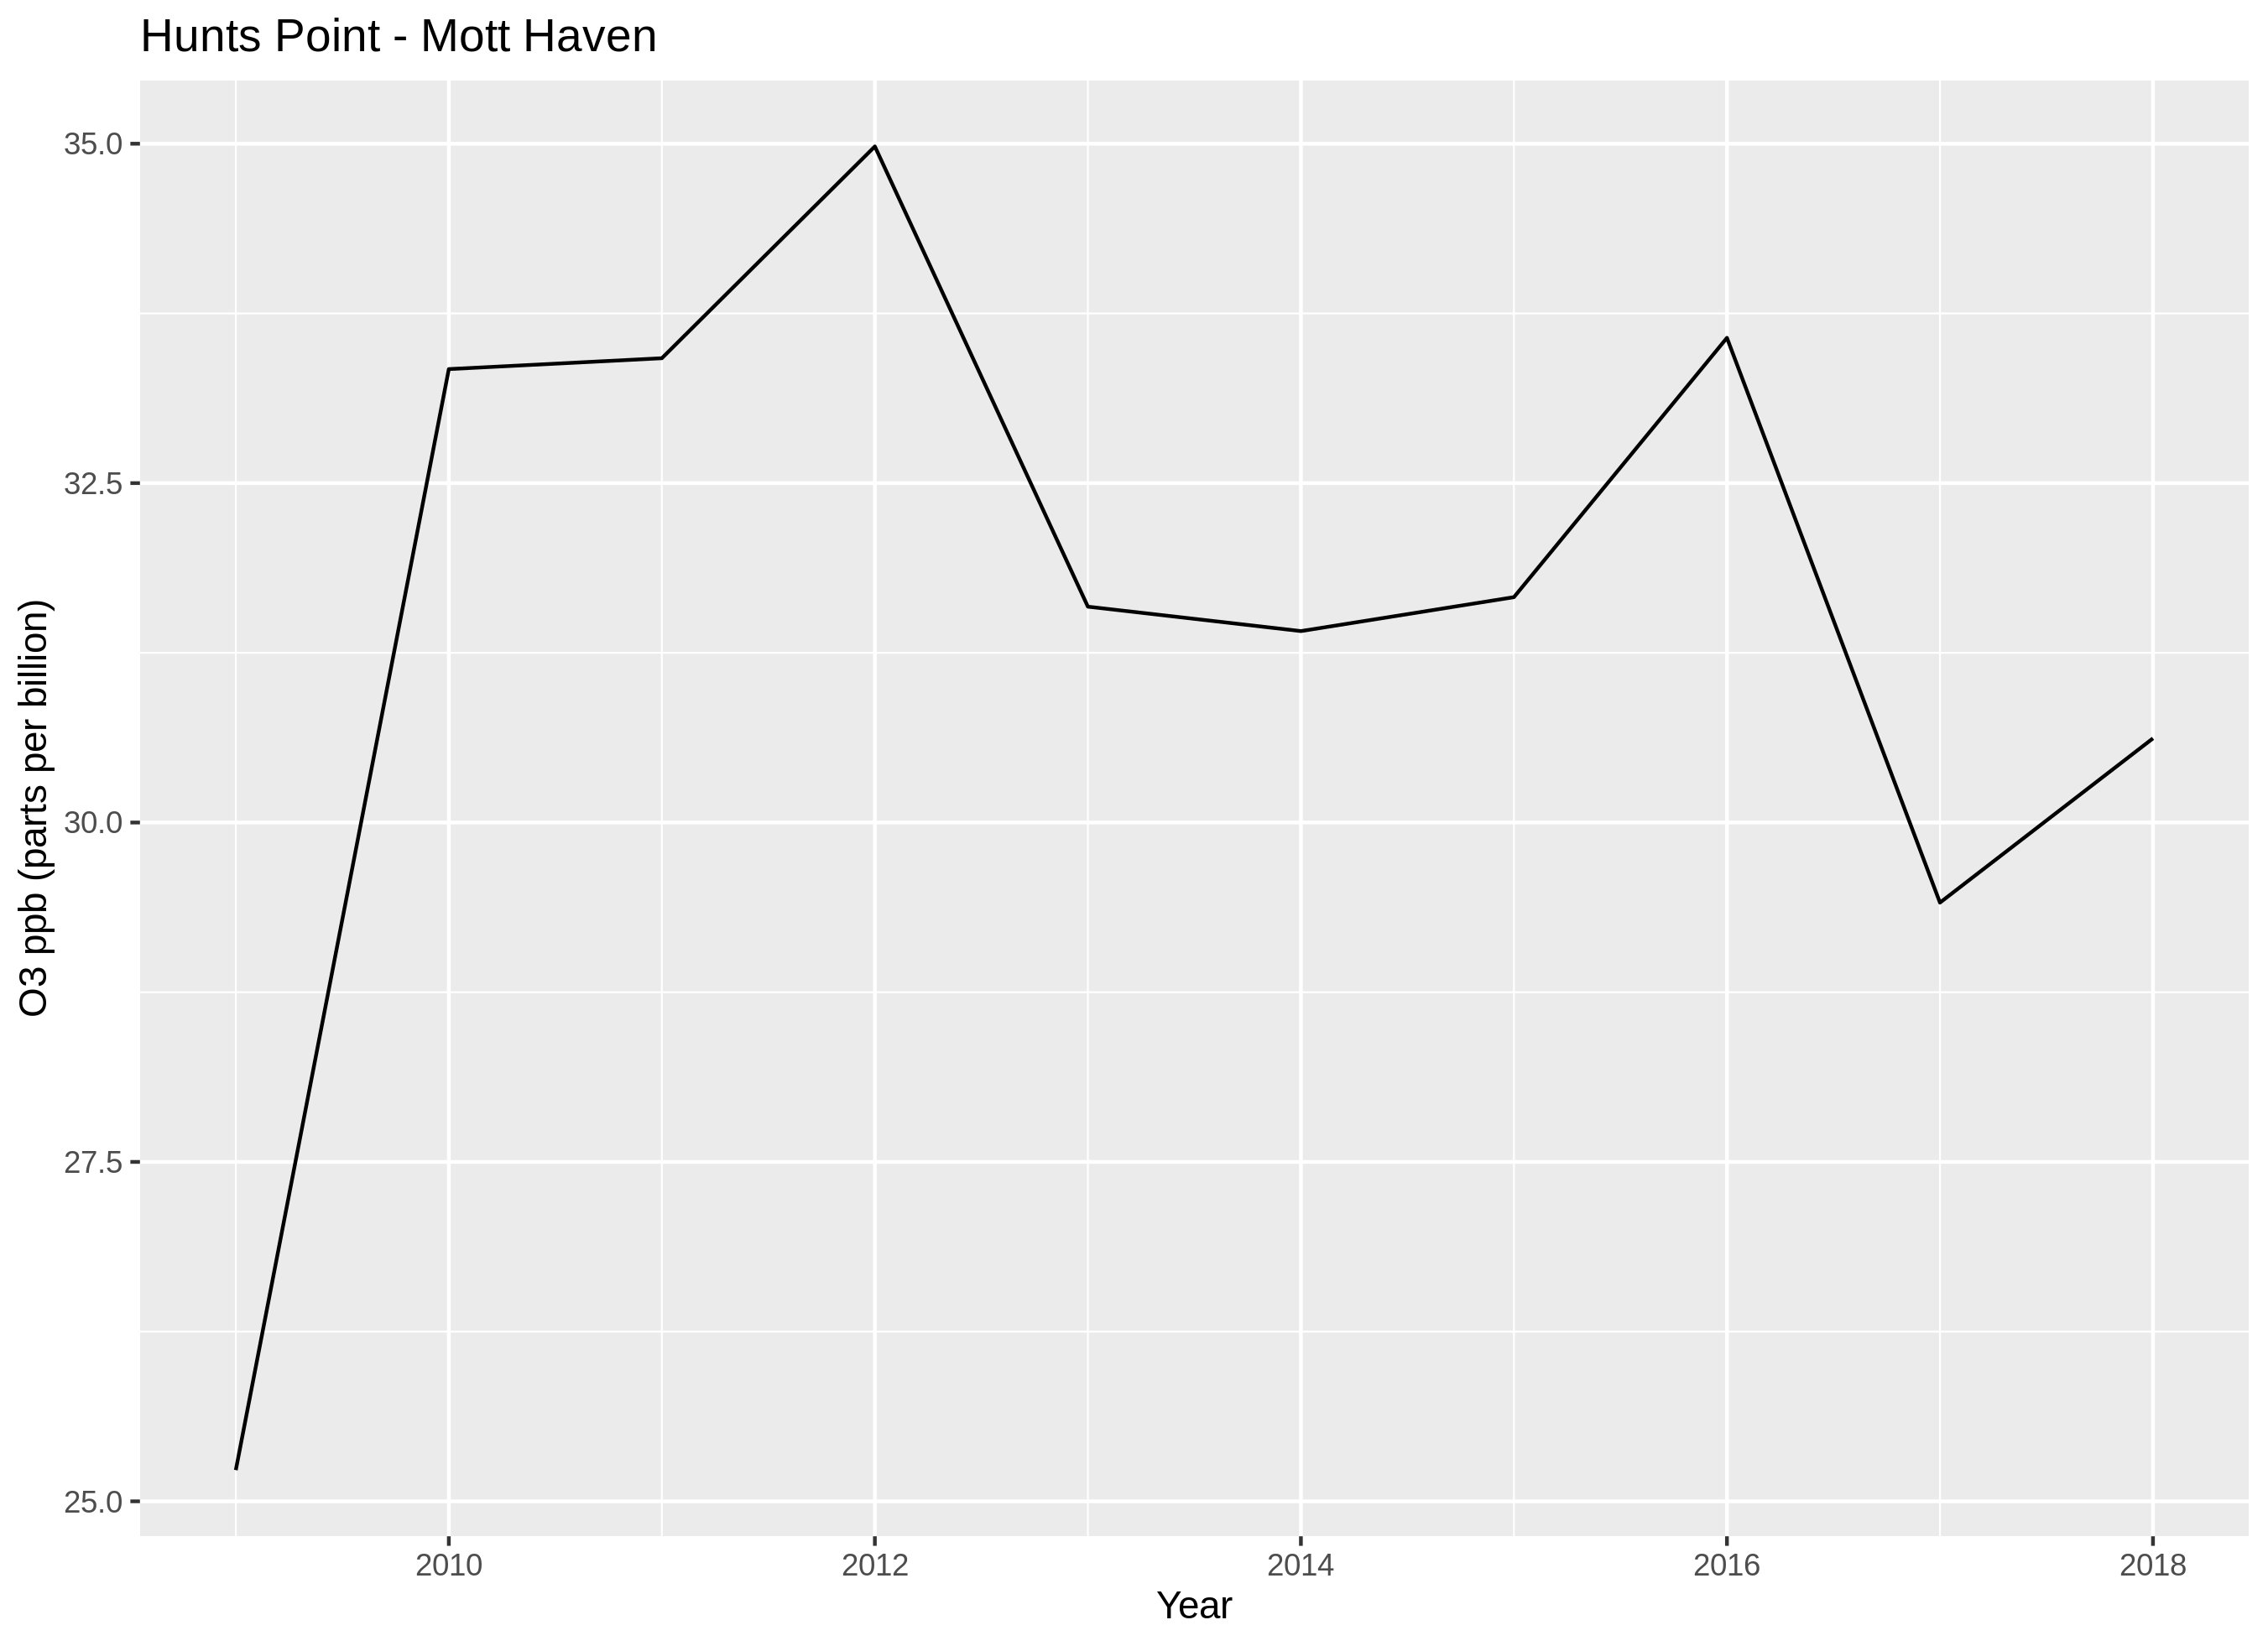 Hunts Point - Mott Haven
O3 ppb (parts per billion)
35.0
32.5
30.0
27.5
25.0
2010 2012 2014 2016 2018
Year